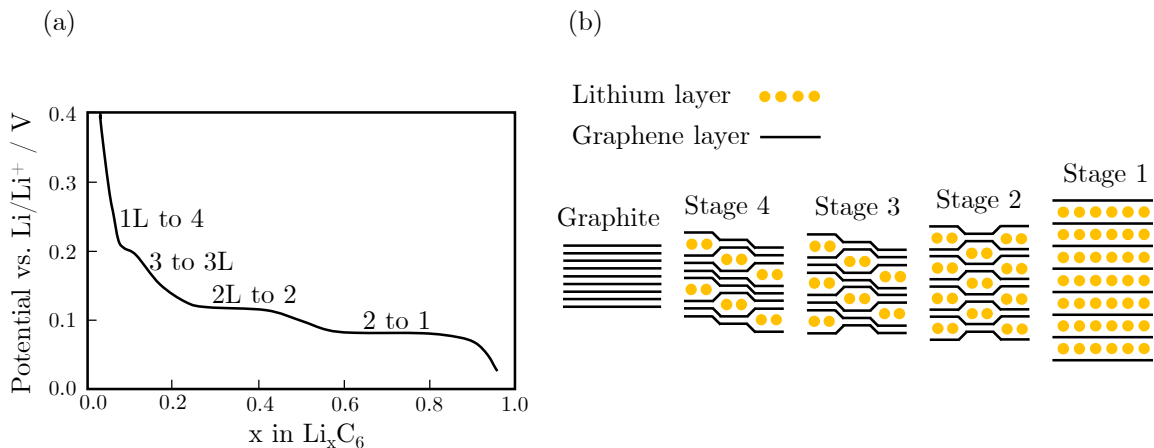 (a)
Potential vs. Li/Li⁺ / V
0.4
0.3
0.2
0.1
0.0
1L to 4
3 to 3L
2L to 2
2 to 1
0.0 0.2 0.4 0.6 0.8 1.0
x in LiₓC₆
(b)
Lithium layer
Graphene layer
Graphite
Stage 4
Stage 3
Stage 2
Stage 1